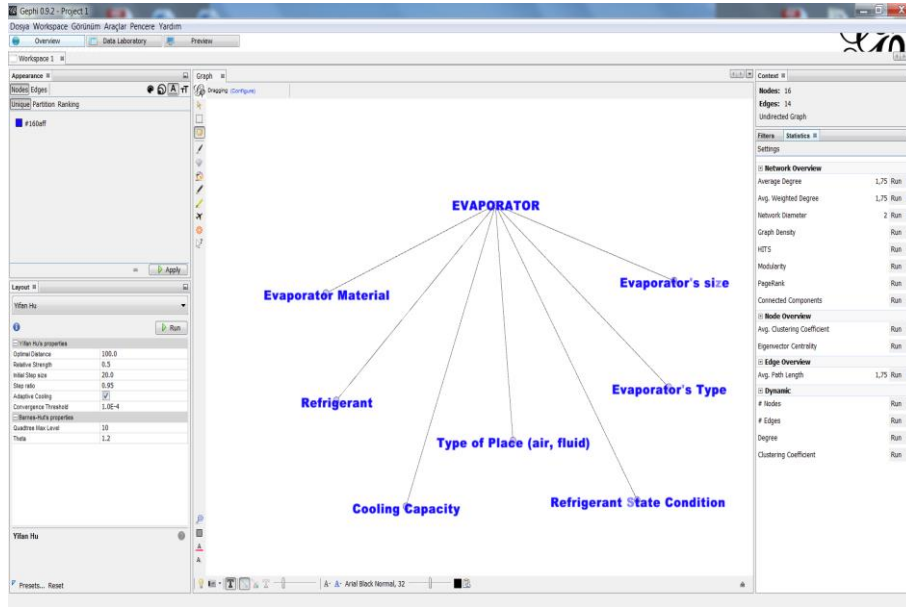 Gephi 0.9.2 - Project 1
Dosya Workspace Görünüm Araçlar Pencere Yardım
Overview Data Laboratory Preview
Workspace 1
Appearance
Nodes Edges
Unique Partition Ranking
#160aff
Apply
Layout
Yifan Hu
Run
Yifan Hu's properties
Optimal Distance 100.0
Relative Strength 0.5
Initial Step size 20.0
Step ratio 0.95
Adaptive Cooling
Convergence Threshold 1.0E-4
Barnes-Hut's properties
Quadtree Max Level 10
Theta 1.2
Yifan Hu
Presets... Reset
Graph
Dragging (Configure)
EVAPORATOR
Evaporator's size
Evaporator Material
Evaporator's Type
Refrigerant
Type of Place (air, fluid)
Refrigerant State Condition
Cooling Capacity
A- A- Arial Black Normal, 32
Context
Nodes: 16
Edges: 14
Undirected Graph
Filters Statistics
Settings
Network Overview
Average Degree 1,75 Run
Avg. Weighted Degree 1,75 Run
Network Diameter 2 Run
Graph Density Run
HITS Run
Modularity Run
PageRank Run
Connected Components Run
Node Overview
Avg. Clustering Coefficient Run
Eigenvector Centrality Run
Edge Overview
Avg. Path Length 1,75 Run
Dynamic
# Nodes Run
# Edges Run
Degree Run
Clustering Coefficient Run